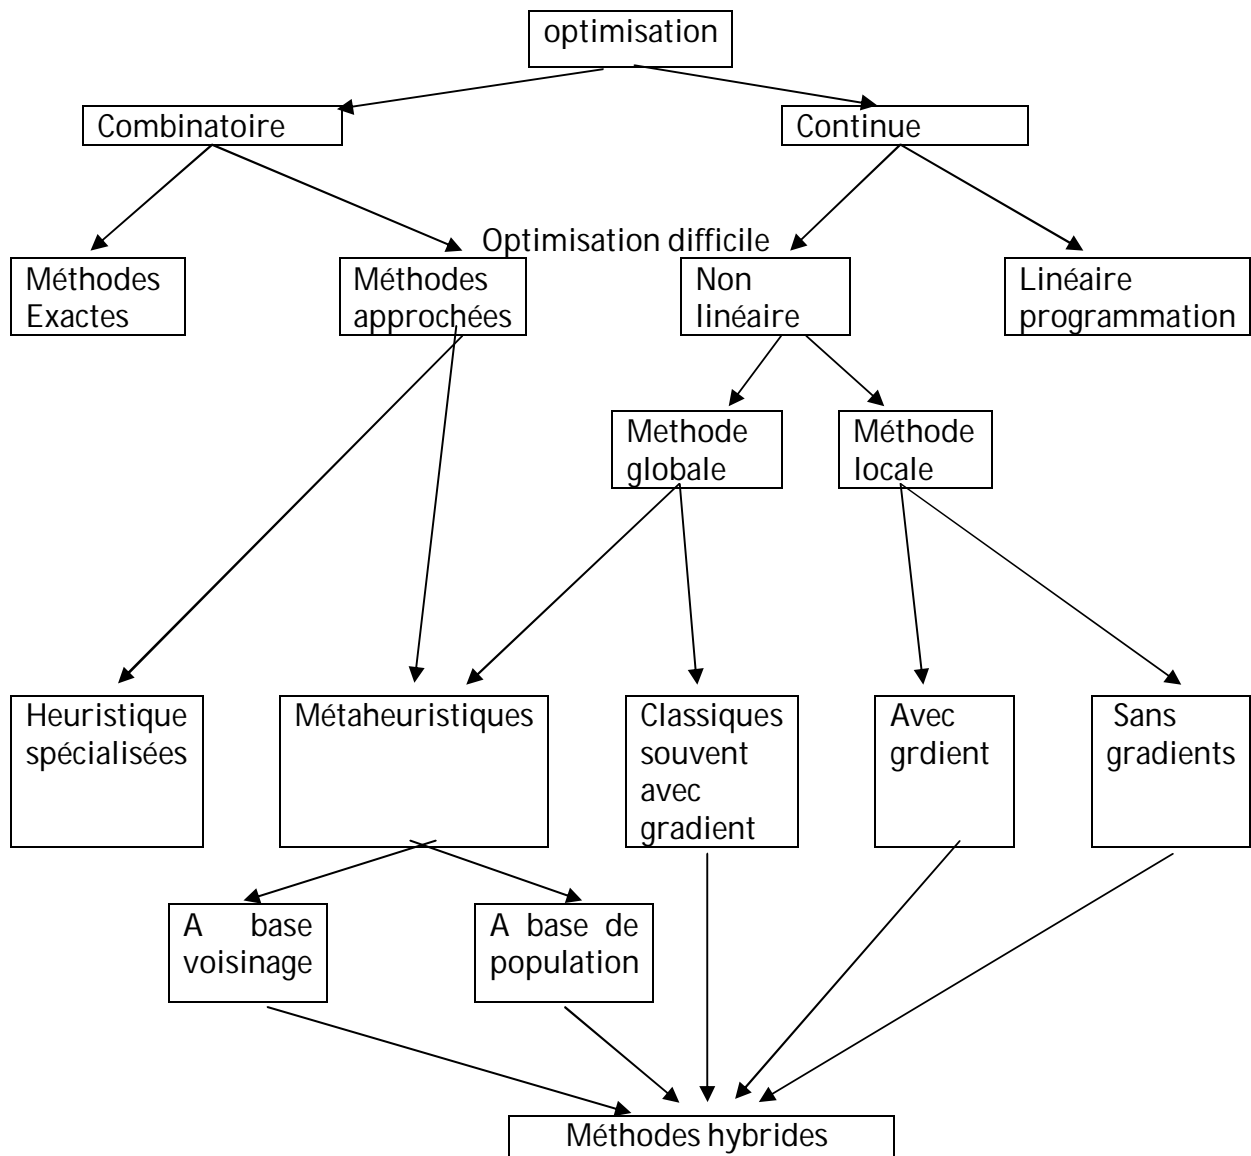 optimisation
Combinatoire
Continue
Optimisation difficile
Méthodes
Exactes
Méthodes
approchées
Non
linéaire
Linéaire
programmation
Methode
globale
Méthode
locale
Heuristique
spécialisées
Métaheuristiques
Classiques
souvent
avec
gradient
Avec
grdient
Sans
gradients
A base
voisinage
A base de
population
Méthodes hybrides